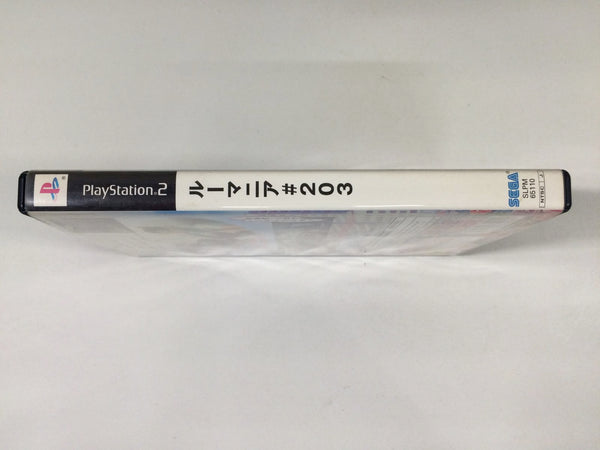 PlayStation 2
ルーマニア#203
SEGA
SLPM
65110
NTSC J